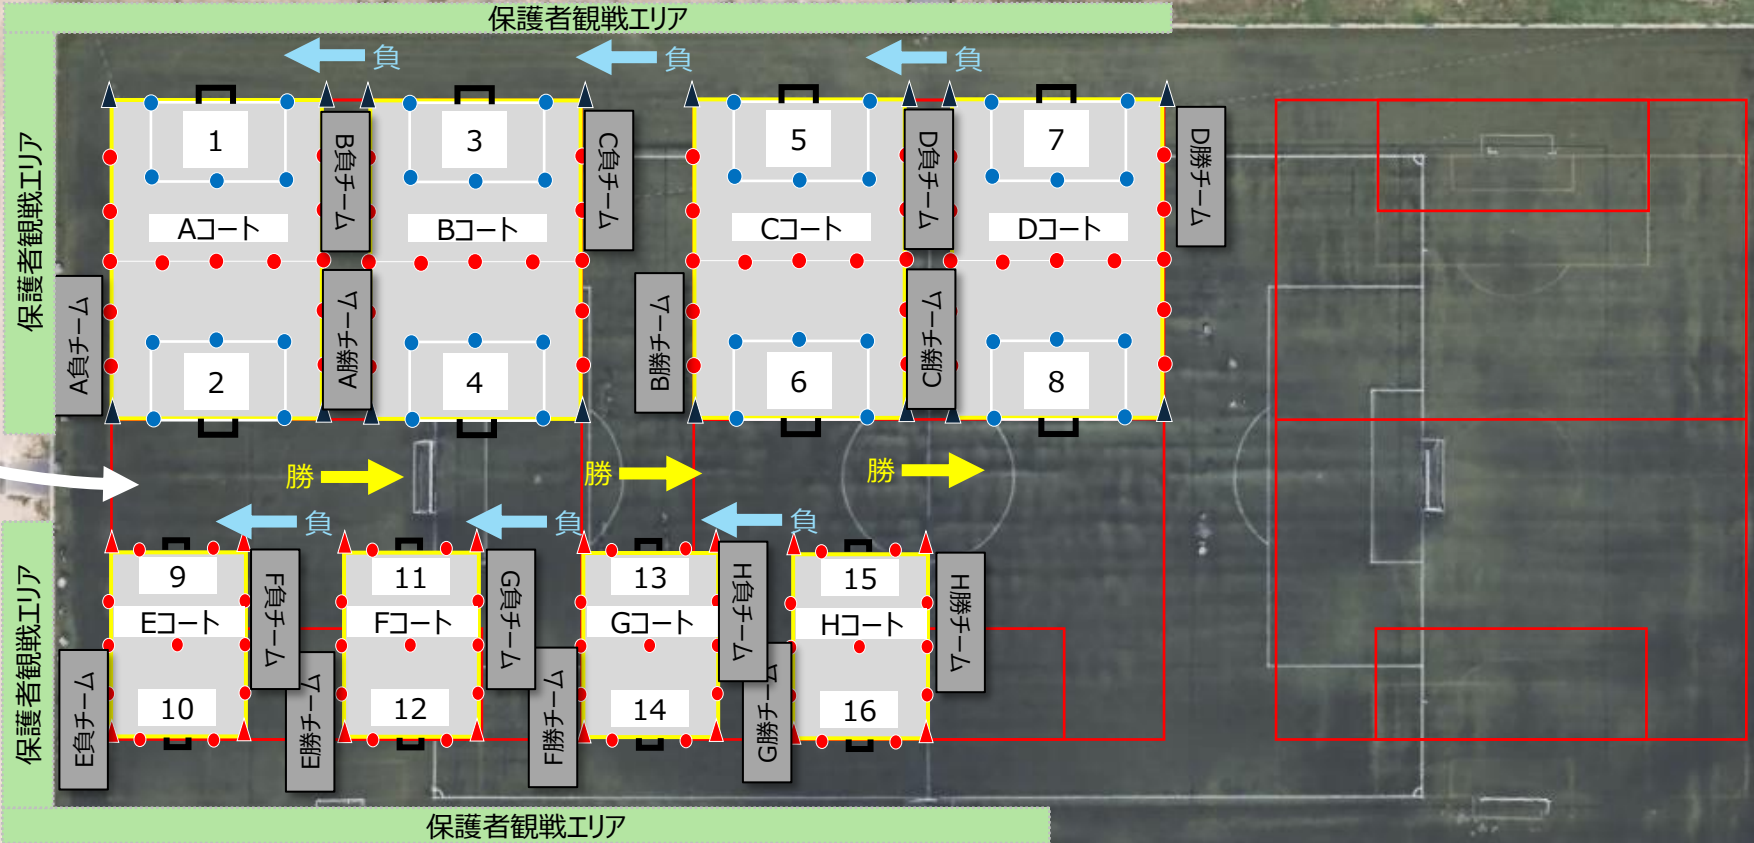 保護者観戦エリア
保護者観戦エリア
負
負
負
1
3
5
7
B負チーム
C負チーム
D負チーム
D勝チーム
Aコート
Bコート
Cコート
Dコート
A負チーム
A勝チーム
B勝チーム
C勝チーム
2
4
6
8
勝
勝
勝
負
負
負
保護者観戦エリア
9
11
13
15
F負チーム
G負チーム
H負チーム
H勝チーム
Eコート
Fコート
Gコート
Hコート
E負チーム
E勝チーム
F勝チーム
G勝チーム
10
12
14
16
保護者観戦エリア